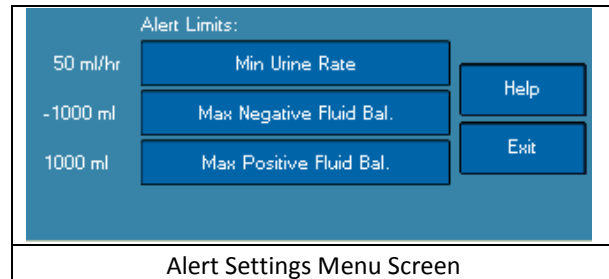 Alert Limits:
50 ml/hr Min Urine Rate
Help
-1000 ml Max Negative Fluid Bal.
Exit
1000 ml Max Positive Fluid Bal.
Alert Settings Menu Screen